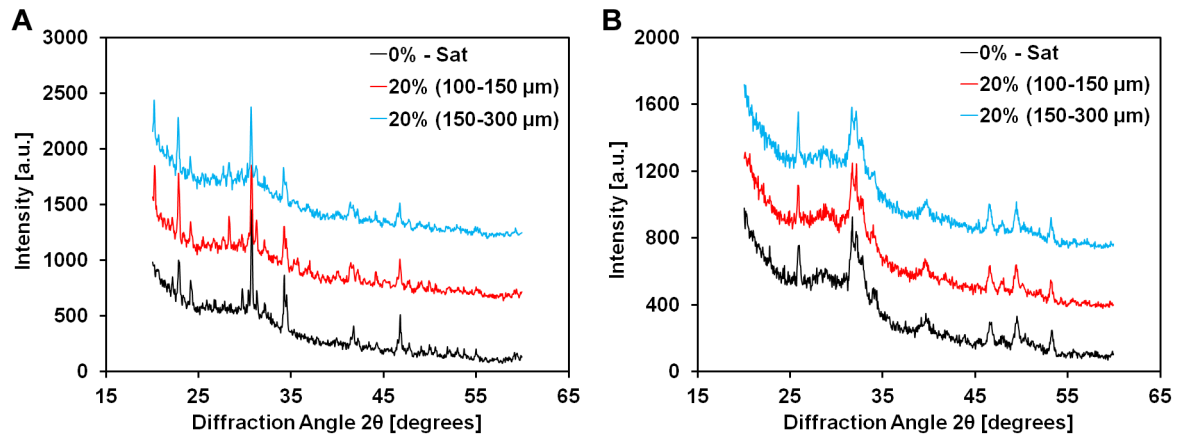 A
Intensity [a.u.]
3000
2500
2000
1500
1000
500
0
0% - Sat
20% (100-150 µm)
20% (150-300 µm)
15
25
35
45
55
65
Diffraction Angle 2θ [degrees]
B
Intensity [a.u.]
2000
1600
1200
800
400
0
0% - Sat
20% (100-150 µm)
20% (150-300 µm)
15
25
35
45
55
65
Diffraction Angle 2θ [degrees]